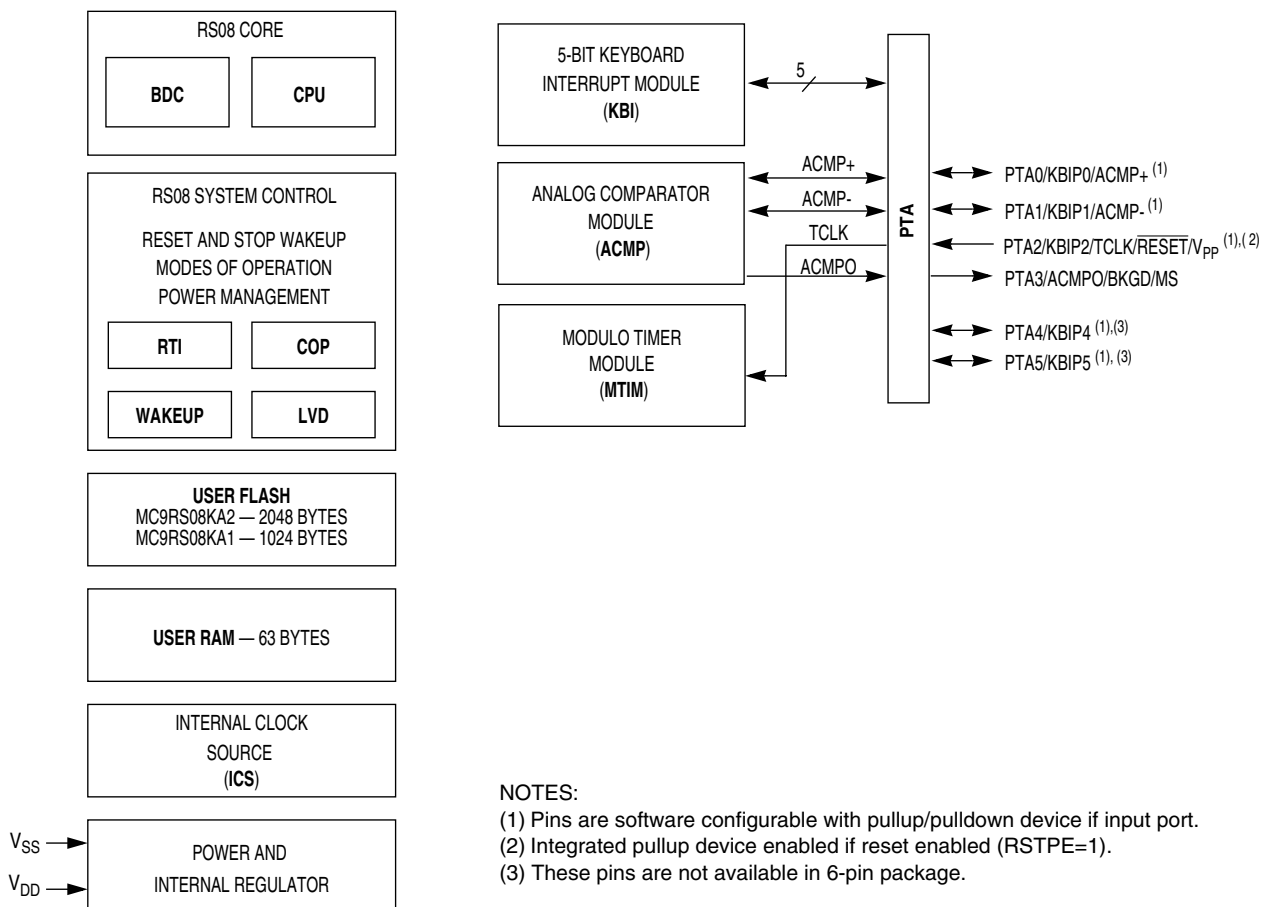 RS08 CORE
BDC
CPU
RS08 SYSTEM CONTROL
RESET AND STOP WAKEUP
MODES OF OPERATION
POWER MANAGEMENT
RTI
COP
WAKEUP
LVD
USER FLASH
MC9RS08KA2 — 2048 BYTES
MC9RS08KA1 — 1024 BYTES
USER RAM — 63 BYTES
INTERNAL CLOCK
SOURCE
(ICS)
VSS
VDD
POWER AND
INTERNAL REGULATOR
5-BIT KEYBOARD
INTERRUPT MODULE
(KBI)
5
ANALOG COMPARATOR
MODULE
(ACMP)
ACMP+
ACMP-
TCLK
ACMPO
MODULO TIMER
MODULE
(MTIM)
PTA
PTA0/KBIP0/ACMP+ (1)
PTA1/KBIP1/ACMP- (1)
PTA2/KBIP2/TCLK/RESET/VPP (1),( 2)
PTA3/ACMPO/BKGD/MS
PTA4/KBIP4 (1),(3)
PTA5/KBIP5 (1), (3)
NOTES:
(1) Pins are software configurable with pullup/pulldown device if input port.
(2) Integrated pullup device enabled if reset enabled (RSTPE=1).
(3) These pins are not available in 6-pin package.